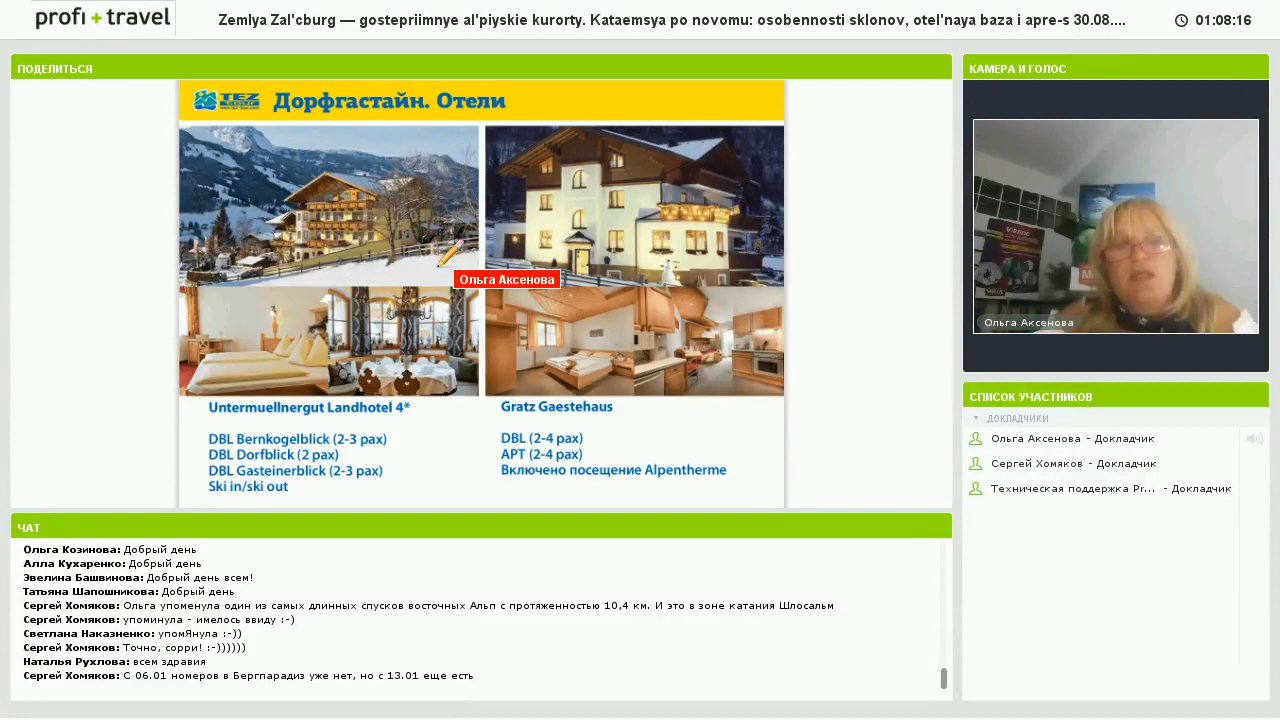 profi + travel
Zemlya Zal'cburg — gostepriimnye al'piyskie kurorty. Kataemsya po novomu: osobennosti sklonov, otel'naya baza i apre-s 30.08....
01:08:16
ПОДЕЛИТЬСЯ
TEZ TOUR
Дорфгастайн. Отели
Ольга Аксенова
Untermuellnergut Landhotel 4*
DBL Bernkogelblick (2-3 pax)
DBL Dorfblick (2 pax)
DBL Gasteinerblick (2-3 pax)
Ski in/ski out
Gratz Gaestehaus
DBL (2-4 pax)
APT (2-4 pax)
Включено посещение Alpentherme
КАМЕРА И ГОЛОС
Ольга Аксенова
СПИСОК УЧАСТНИКОВ
ДОКЛАДЧИКИ
Ольга Аксенова - Докладчик
Сергей Хомяков - Докладчик
Техническая поддержка Pr... - Докладчик
ЧАТ
Ольга Козинова: Добрый день
Алла Кухаренко: Добрый день
Эвелина Башвинова: Добрый день всем!
Татьяна Шапошникова: Добрый день
Сергей Хомяков: Ольга упоменула один из самых длинных спусков восточных Альп с протяженностью 10,4 км. И это в зоне катания Шлосальм
Сергей Хомяков: упоминула - имелось ввиду :-)
Светлана Наказненко: упомЯнула :-))
Сергей Хомяков: Точно, сорри! :-))))))
Наталья Рухлова: всем здравия
Сергей Хомяков: С 06.01 номеров в Бергпарадиз уже нет, но с 13.01 еще есть